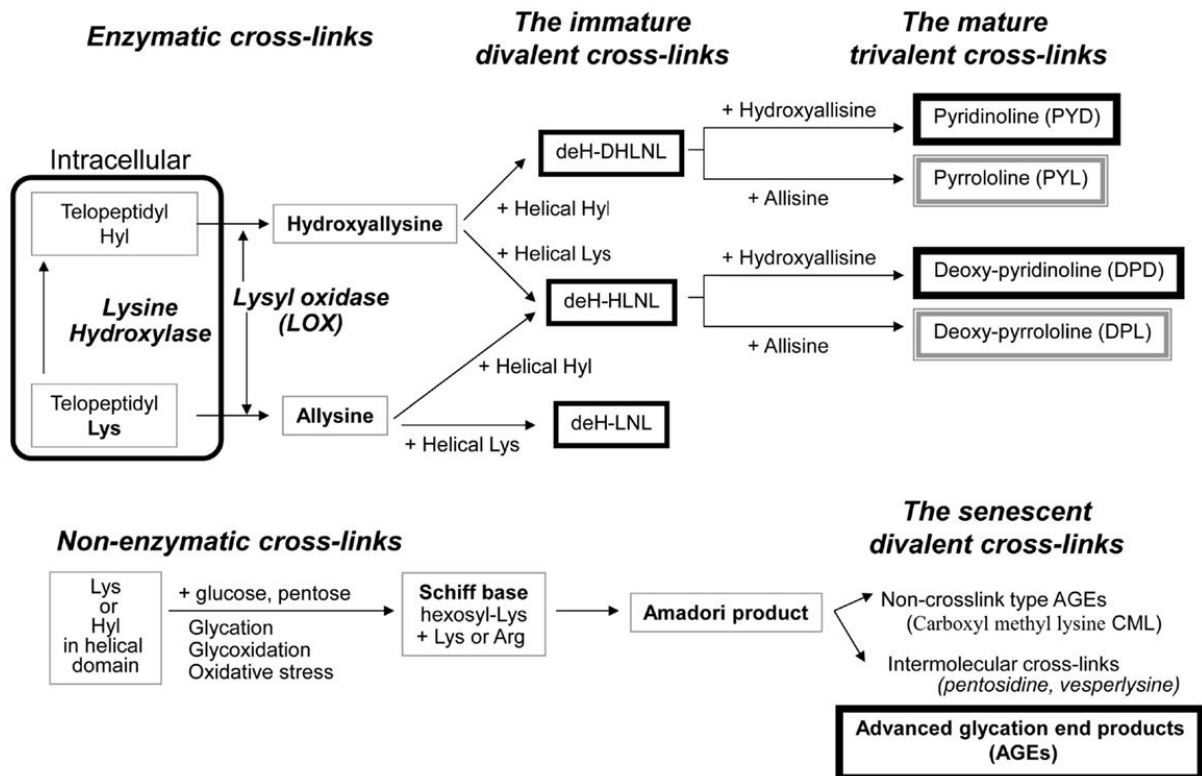 Enzymatic cross-links
The immature
divalent cross-links
The mature
trivalent cross-links
Intracellular
Telopeptidyl
Hyl
Lysine
Hydroxylase
Telopeptidyl
Lys
Lysyl oxidase
(LOX)
Hydroxyallysine
Allysine
+ Helical Hyl
+ Helical Lys
+ Helical Hyl
+ Helical Lys
deH-DHLNL
deH-HLNL
deH-LNL
+ Hydroxyallisine
+ Allisine
+ Hydroxyallisine
+ Allisine
Pyridinoline (PYD)
Pyrrololine (PYL)
Deoxy-pyridinoline (DPD)
Deoxy-pyrrololine (DPL)
Non-enzymatic cross-links
The senescent
divalent cross-links
Lys
or
Hyl
in helical
domain
+ glucose, pentose
Glycation
Glycoxidation
Oxidative stress
Schiff base
hexosyl-Lys
+ Lys or Arg
Amadori product
Non-crosslink type AGEs
(Carboxyl methyl lysine CML)
Intermolecular cross-links
(pentosidine, vesperlysine)
Advanced glycation end products
(AGEs)